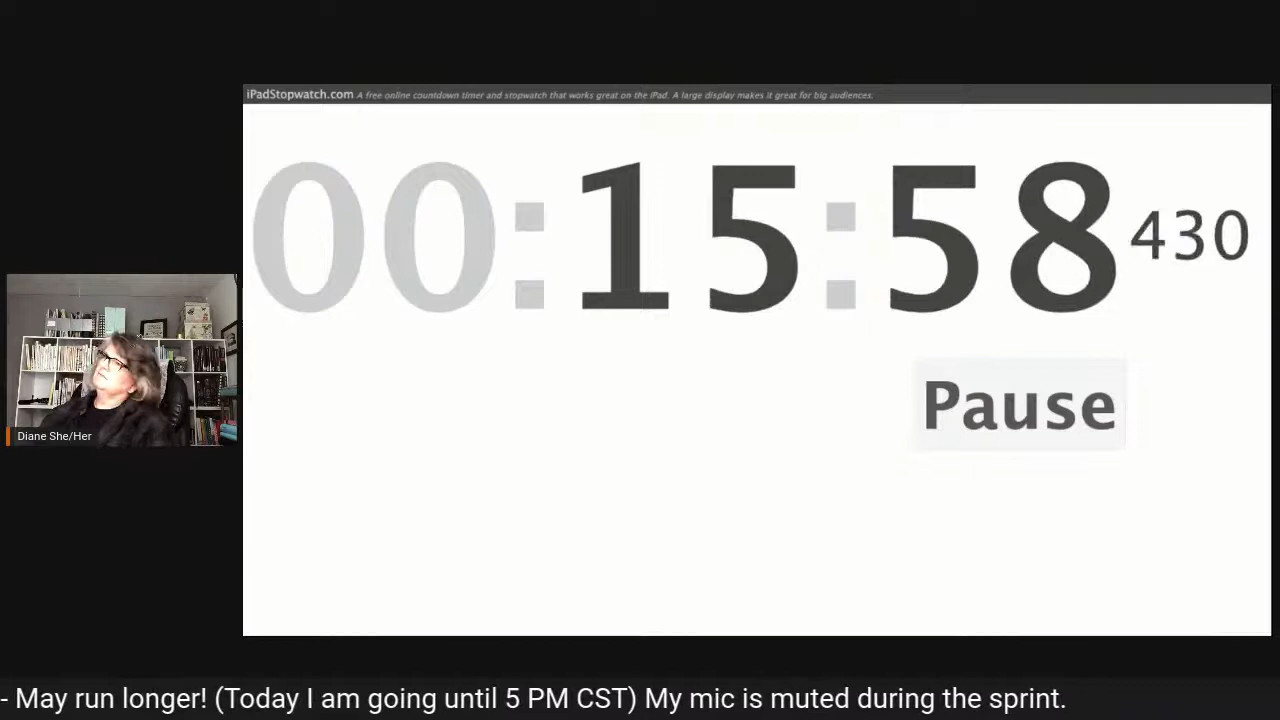 iPadStopwatch.com A free online countdown timer and stopwatch that works great on the iPad. A large display makes it great for big audiences.
00:15:58 430
Pause
Diane She/Her
- May run longer! (Today I am going until 5 PM CST) My mic is muted during the sprint.